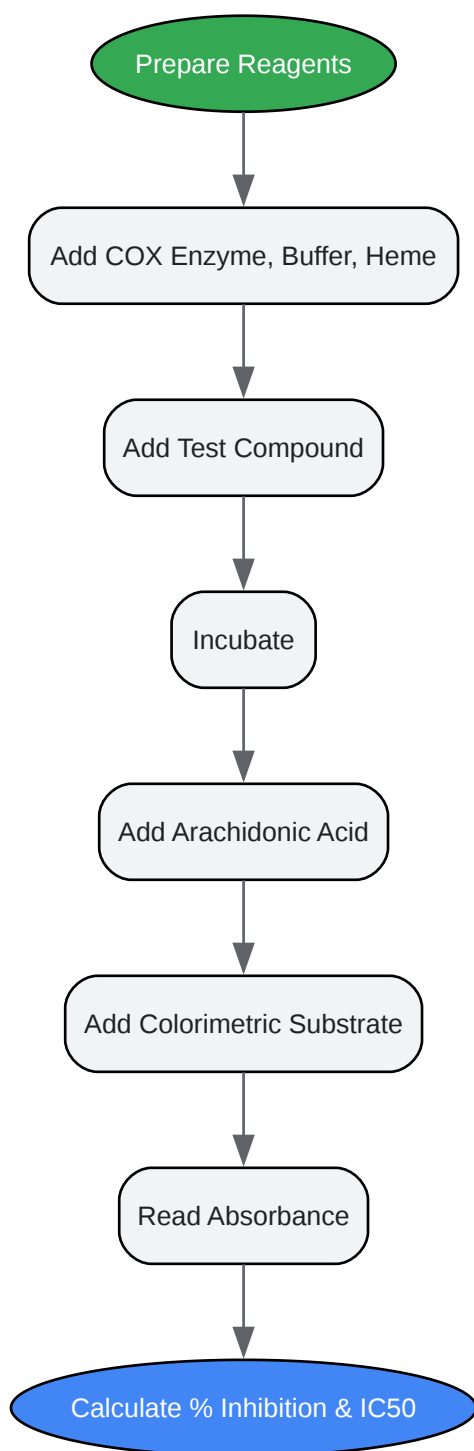 Prepare Reagents
Add COX Enzyme, Buffer, Heme
Add Test Compound
Incubate
Add Arachidonic Acid
Add Colorimetric Substrate
Read Absorbance
Calculate % Inhibition & IC50